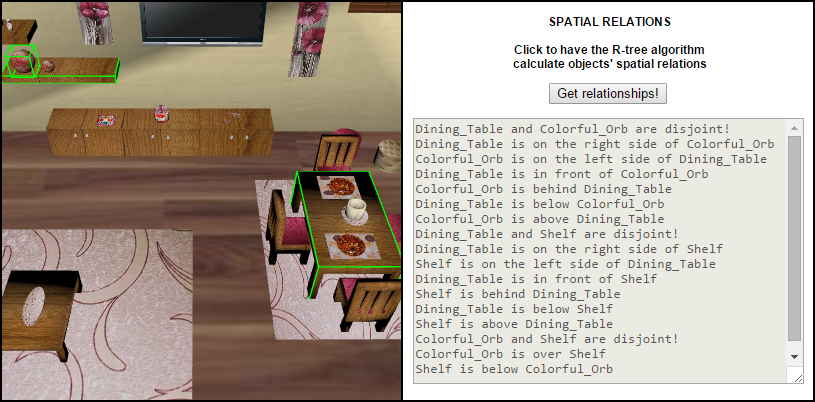 SPATIAL RELATIONS
Click to have the R-tree algorithm
calculate objects' spatial relations
Get relationships!
Dining_Table and Colorful_Orb are disjoint!
Dining_Table is on the right side of Colorful_Orb
Colorful_Orb is on the left side of Dining_Table
Dining_Table is in front of Colorful_Orb
Colorful_Orb is behind Dining_Table
Dining_Table is below Colorful_Orb
Colorful_Orb is above Dining_Table
Dining_Table and Shelf are disjoint!
Dining_Table is on the right side of Shelf
Shelf is on the left side of Dining_Table
Dining_Table is in front of Shelf
Shelf is behind Dining_Table
Dining_Table is below Shelf
Shelf is above Dining_Table
Colorful_Orb and Shelf are disjoint!
Colorful_Orb is over Shelf
Shelf is below Colorful_Orb